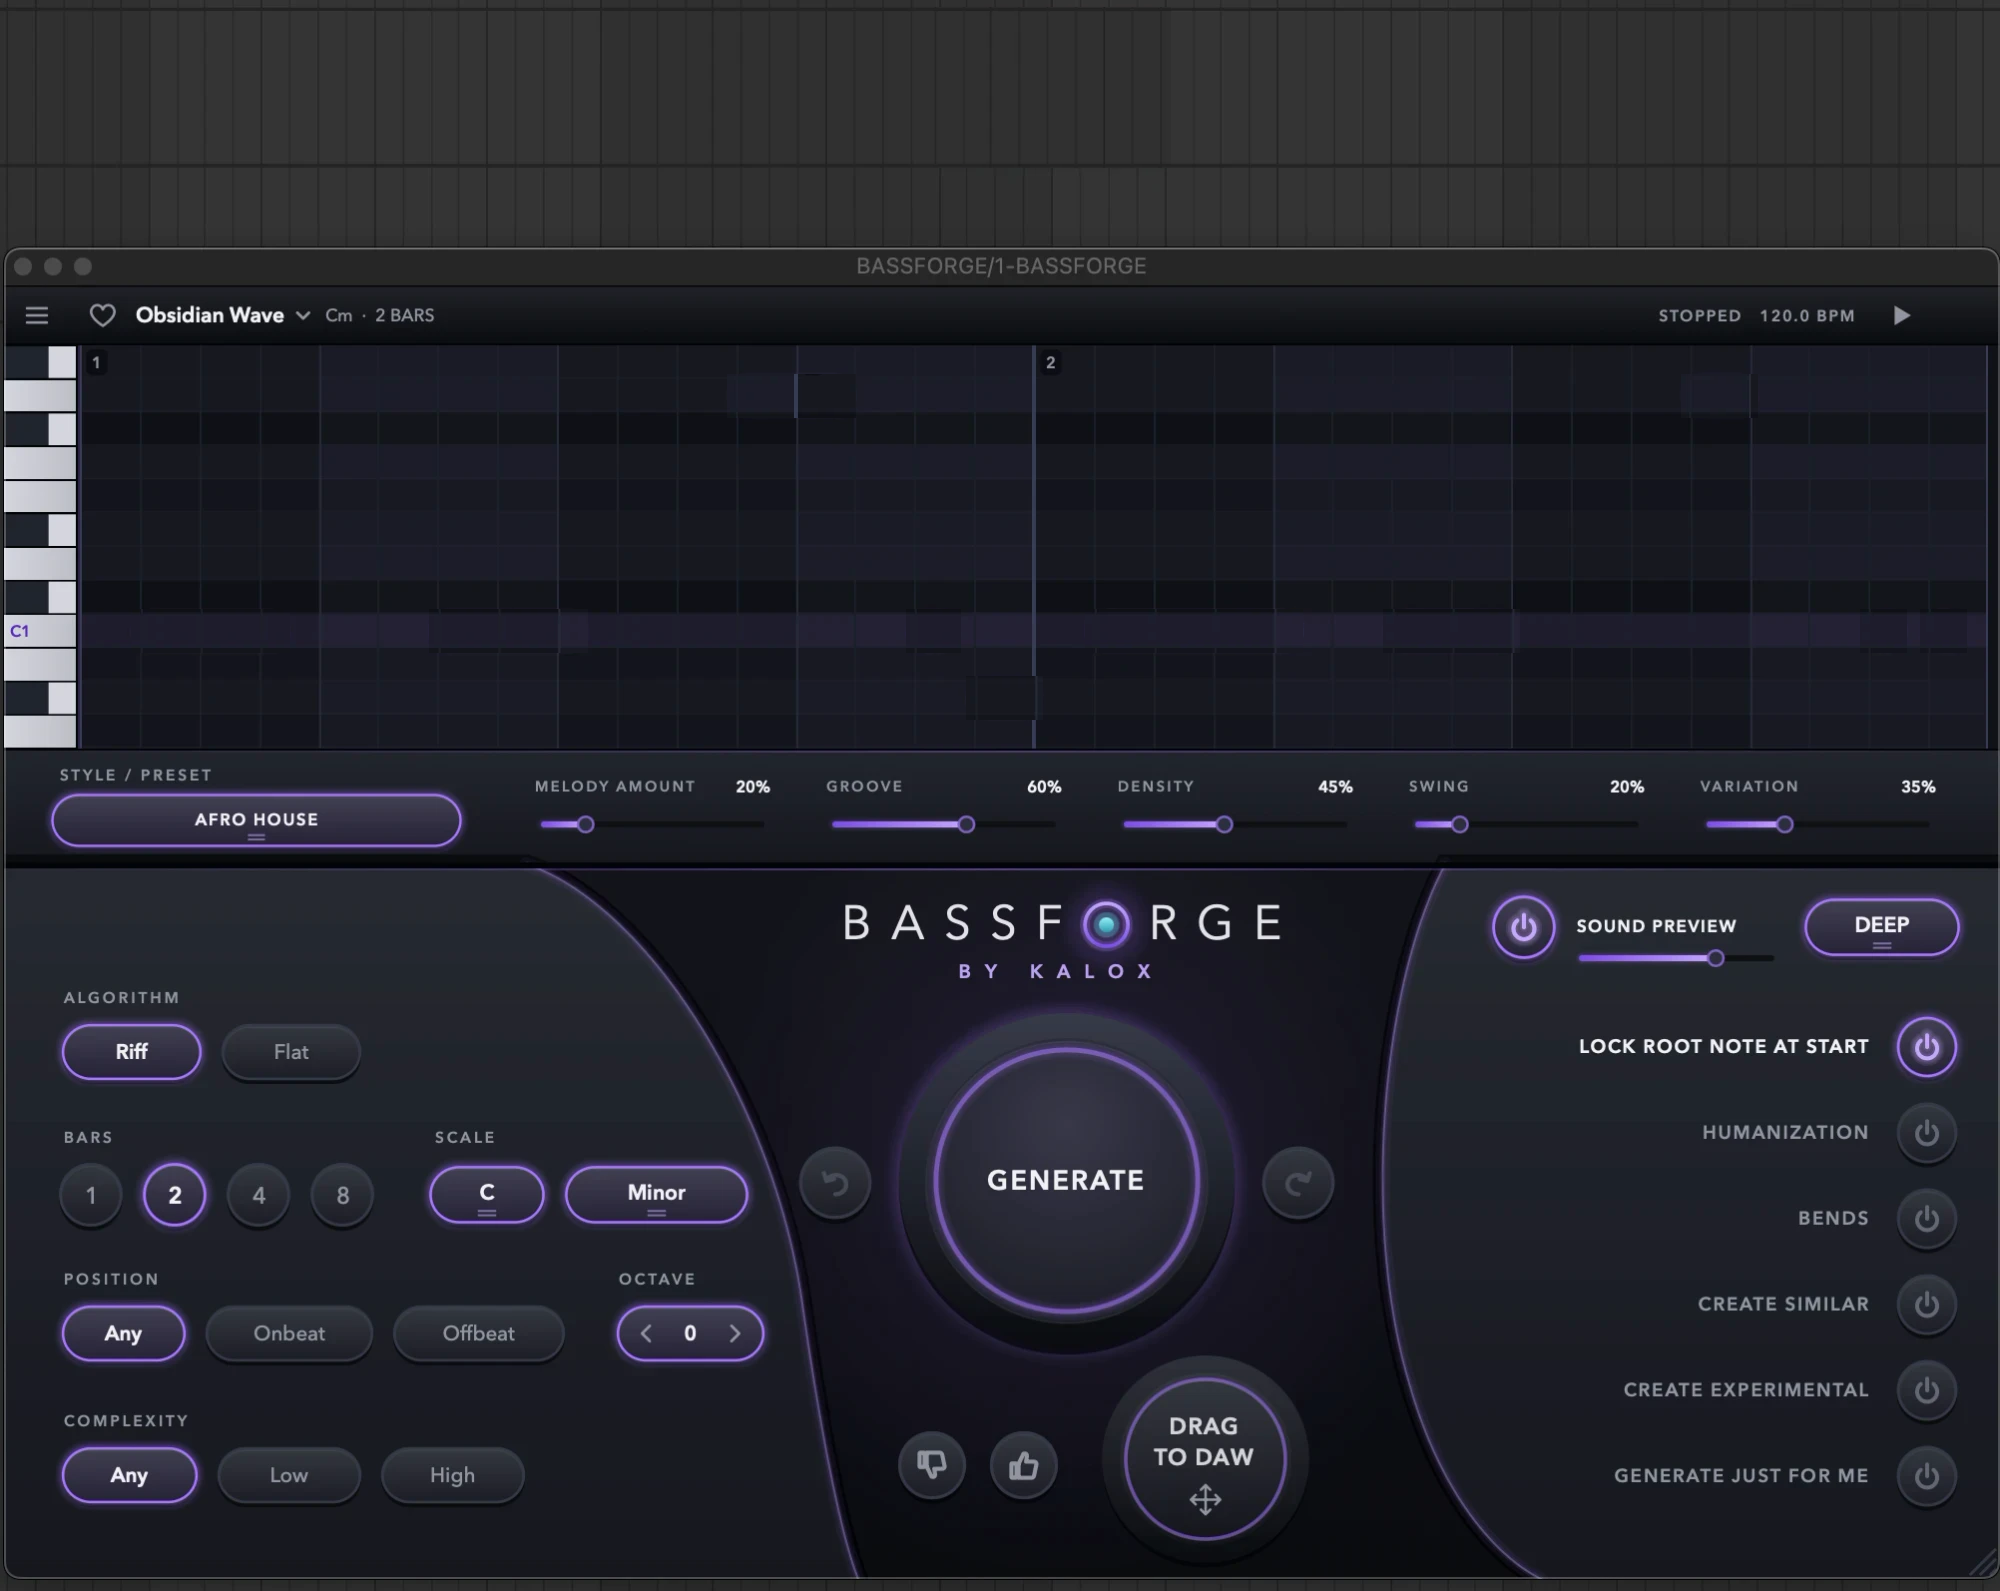 BASSFORGE/1-BASSFORGE
Obsidian Wave Cm · 2 BARS
STOPPED 120.0 BPM
1
2
C1
STYLE / PRESET
AFRO HOUSE
MELODY AMOUNT 20%
GROOVE 60%
DENSITY 45%
SWING 20%
VARIATION 35%
BASSFORGE
BY KALOX
SOUND PREVIEW
DEEP
ALGORITHM
Riff Flat
BARS
1 2 4 8
SCALE
C Minor
POSITION
Any Onbeat Offbeat
OCTAVE
0
COMPLEXITY
Any Low High
GENERATE
DRAG
TO DAW
LOCK ROOT NOTE AT START
HUMANIZATION
BENDS
CREATE SIMILAR
CREATE EXPERIMENTAL
GENERATE JUST FOR ME